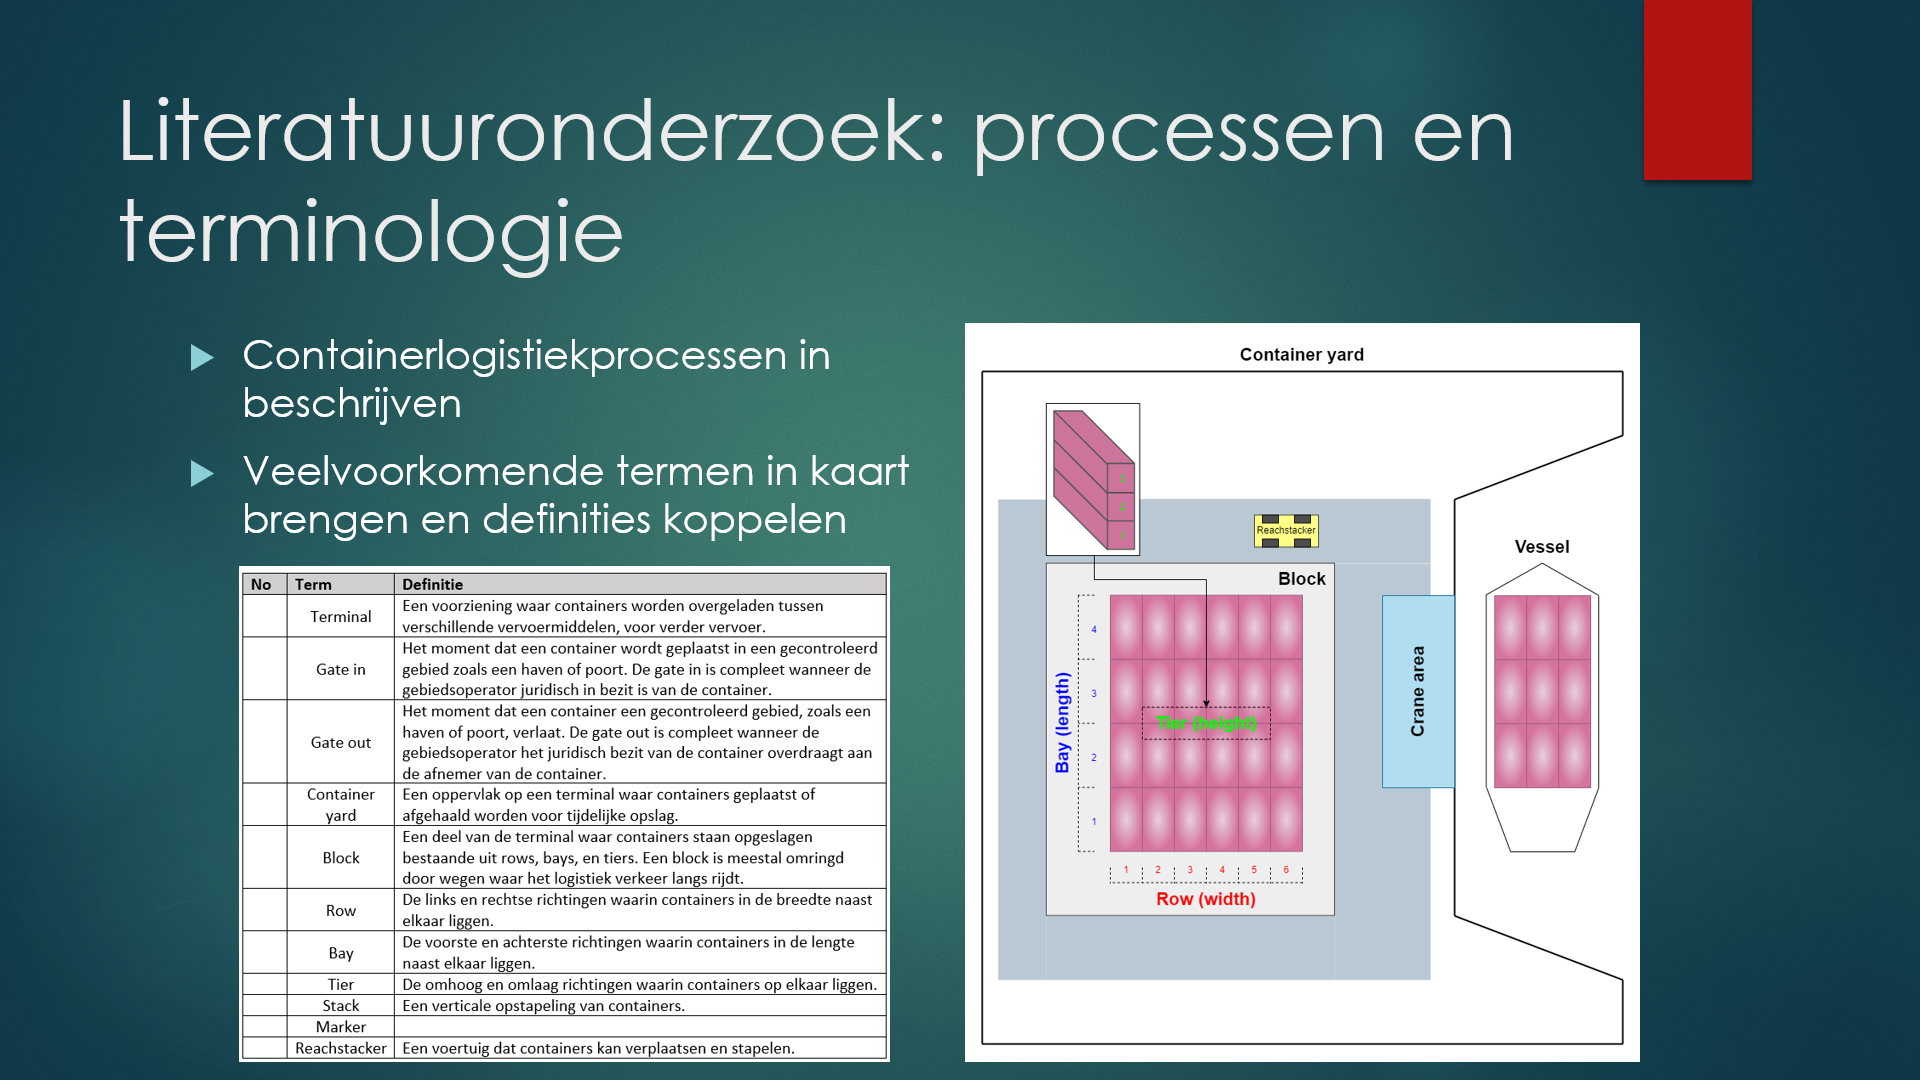 Literatuuronderzoek: processen en
terminologie
Containerlogistiekprocessen in
beschrijven
Veelvoorkomende termen in kaart
brengen en definities koppelen
No Term Definitie
Terminal
Een voorziening waar containers worden overgeladen tussen
verschillende vervoermiddelen, voor verder vervoer.
Gate in
Het moment dat een container wordt geplaatst in een gecontroleerd
gebied zoals een haven of poort. De gate in is compleet wanneer de
gebiedsoperator juridisch in bezit is van de container.
Gate out
Het moment dat een container een gecontroleerd gebied, zoals een
haven of poort, verlaat. De gate out is compleet wanneer de
gebiedsoperator het juridisch bezit van de container overdraagt aan
de afnemer van de container.
Container
yard
Een oppervlak op een terminal waar containers geplaatst of
afgehaald worden voor tijdelijke opslag.
Block
Een deel van de terminal waar containers staan opgeslagen
bestaande uit rows, bays, en tiers. Een block is meestal omringd
door wegen waar het logistiek verkeer langs rijdt.
Row
De links en rechtse richtingen waarin containers in de breedte naast
elkaar liggen.
Bay
De voorste en achterste richtingen waarin containers in de lengte
naast elkaar liggen.
Tier De omhoog en omlaag richtingen waarin containers op elkaar liggen.
Stack Een verticale opstapeling van containers.
Marker
Reachstacker Een voertuig dat containers kan verplaatsen en stapelen.
Container yard
Reachstacker
Block
Vessel
Crane area
Bay (length)
4
3
2
1
Tier (height)
1 2 3 4 5 6
Row (width)